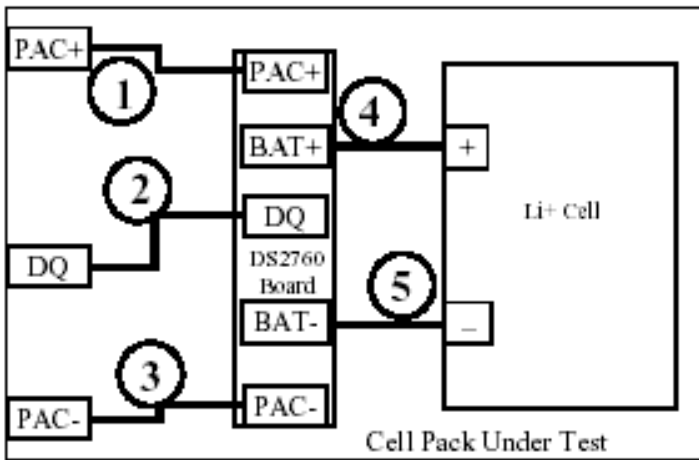 PAC+
1
PAC+
4
BAT+
+
2
DQ
Li+ Cell
DQ
DS2760
Board
5
BAT-
–
3
PAC-
PAC-
Cell Pack Under Test